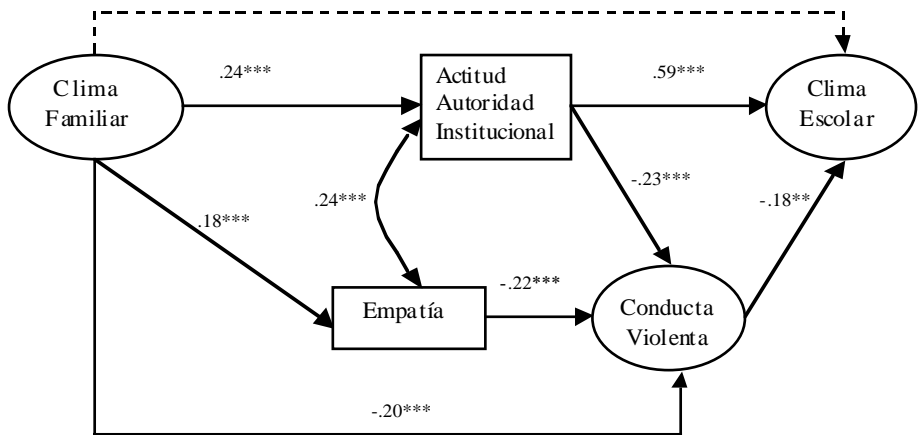 .24***
.59***
Clima
Familiar
Actitud
Autoridad
Institucional
Clima
Escolar
.24***
-.23***
-.18**
.18***
-.22***
Empatía
Conducta
Violenta
-.20***